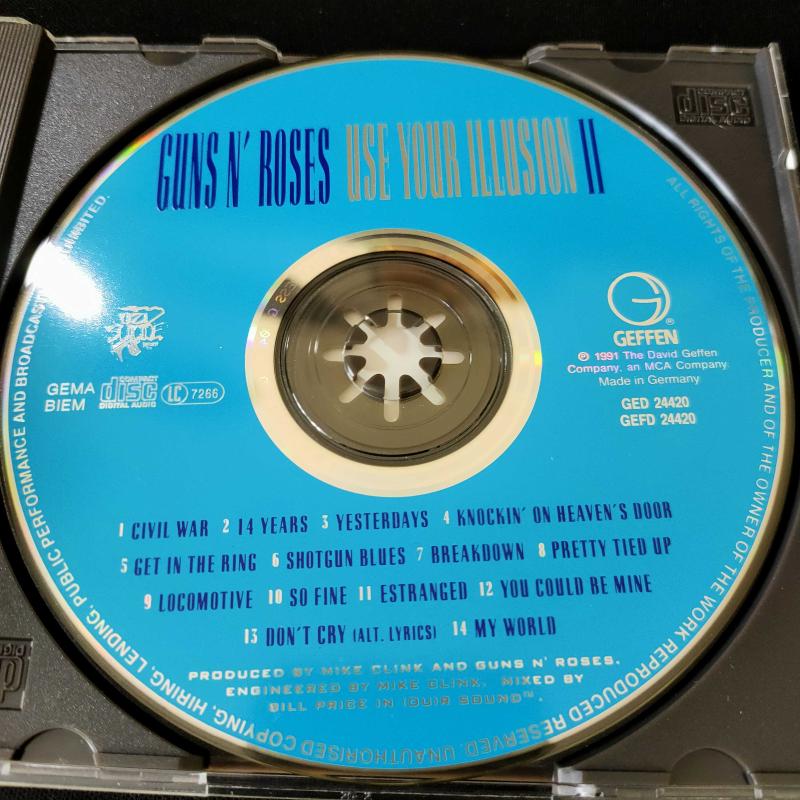 GUNS N' ROSES USE YOUR ILLUSION II
COMPACT
disc
DIGITAL AUDIO
GEFFEN
℗ 1991 The David Geffen
Company, an MCA Company
Made in Germany
GED 24420
GEFD 24420
GEMA
BIEM
COMPACT
disc
DIGITAL AUDIO
LC 7266
1 CIVIL WAR 2 14 YEARS 3 YESTERDAYS 4 KNOCKIN' ON HEAVEN'S DOOR
5 GET IN THE RING 6 SHOTGUN BLUES 7 BREAKDOWN 8 PRETTY TIED UP
9 LOCOMOTIVE 10 SO FINE 11 ESTRANGED 12 YOU COULD BE MINE
13 DON'T CRY (ALT. LYRICS) 14 MY WORLD
PRODUCED BY MIKE CLINK AND GUNS N' ROSES.
ENGINEERED BY MIKE CLINK. MIXED BY
BILL PRICE IN
SOUND™
ALL RIGHTS OF THE PRODUCER AND OF THE OWNER OF THE WORK REPRODUCED RESERVED. UNAUTHORISED COPYING, HIRING, LENDING, PUBLIC PERFORMANCE AND BROADCAST